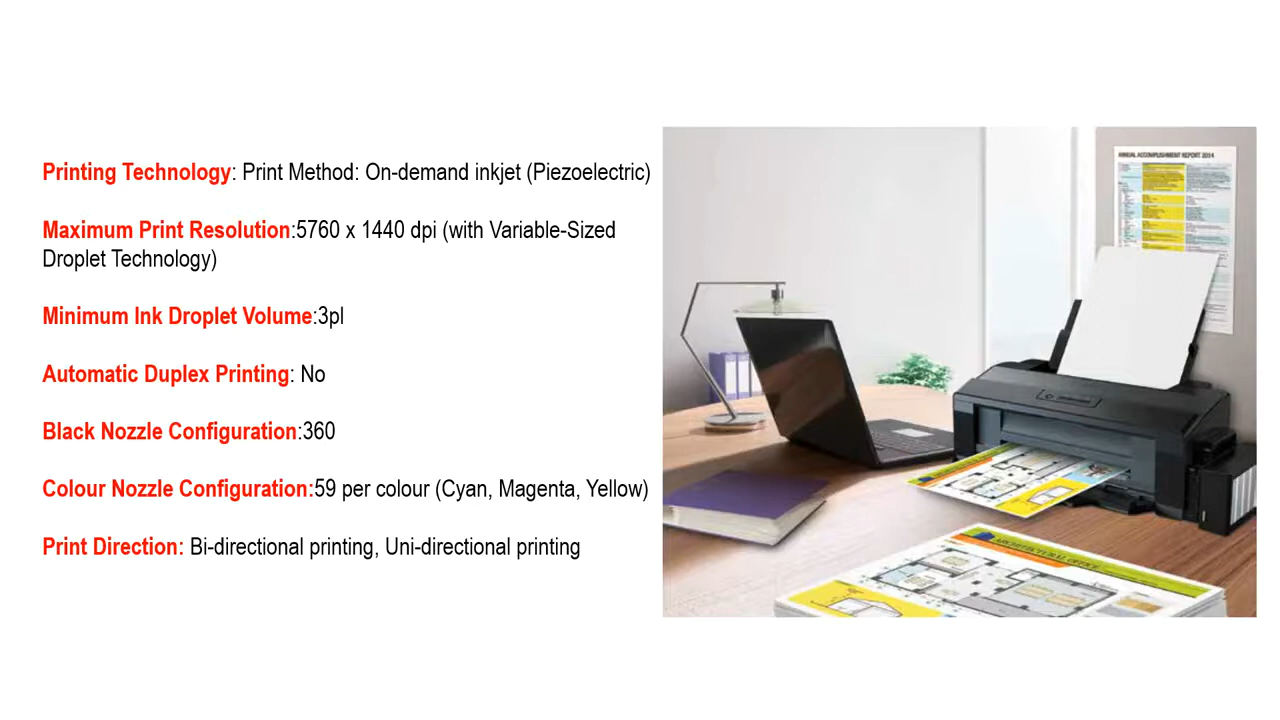 Printing Technology: Print Method: On-demand inkjet (Piezoelectric)
Maximum Print Resolution:5760 x 1440 dpi (with Variable-Sized
Droplet Technology)
Minimum Ink Droplet Volume:3pl
Automatic Duplex Printing: No
Black Nozzle Configuration:360
Colour Nozzle Configuration:59 per colour (Cyan, Magenta, Yellow)
Print Direction: Bi-directional printing, Uni-directional printing
ANNUAL ACCOMPLISHMENT REPORT 2014
ARCHITECTURAL OFFICE